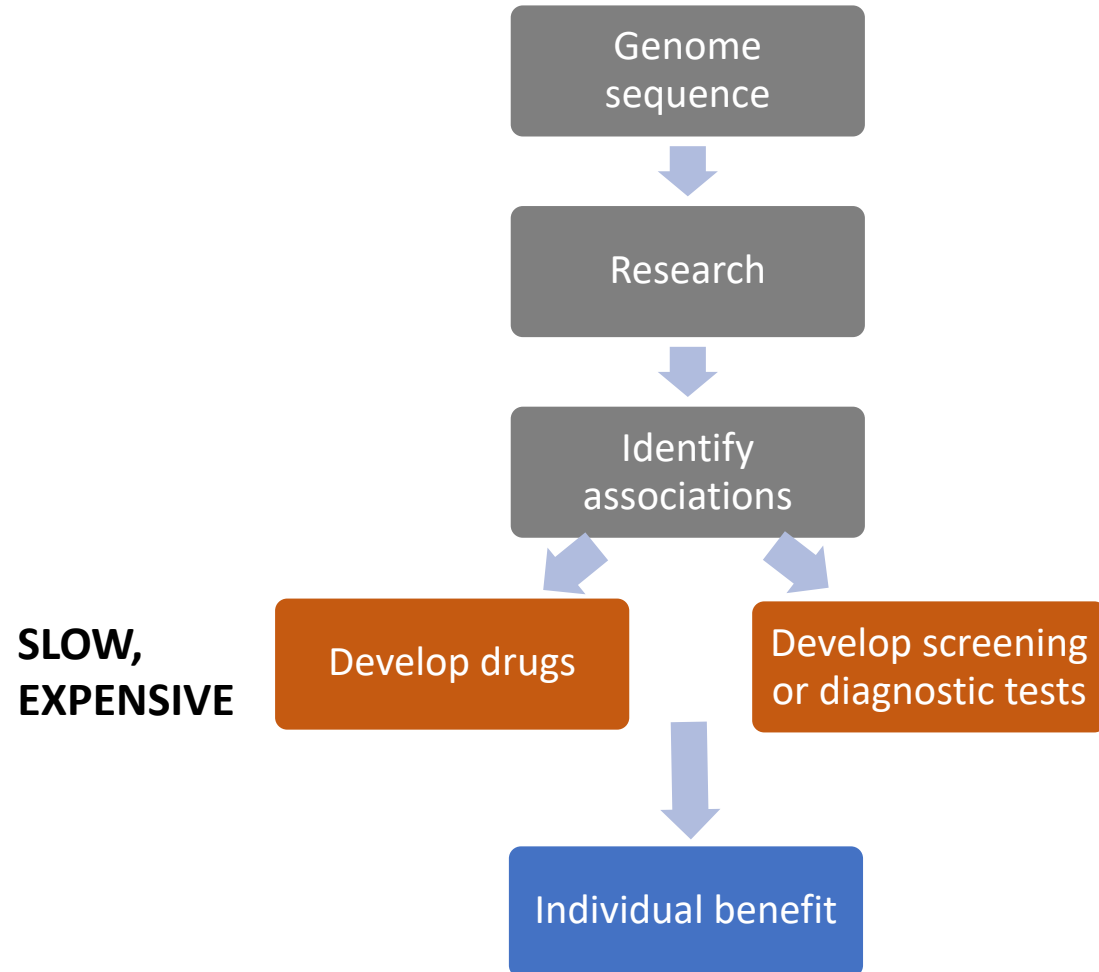 Genome
sequence
Research
Identify
associations
SLOW,
EXPENSIVE
Develop drugs
Develop screening
or diagnostic tests
Individual benefit